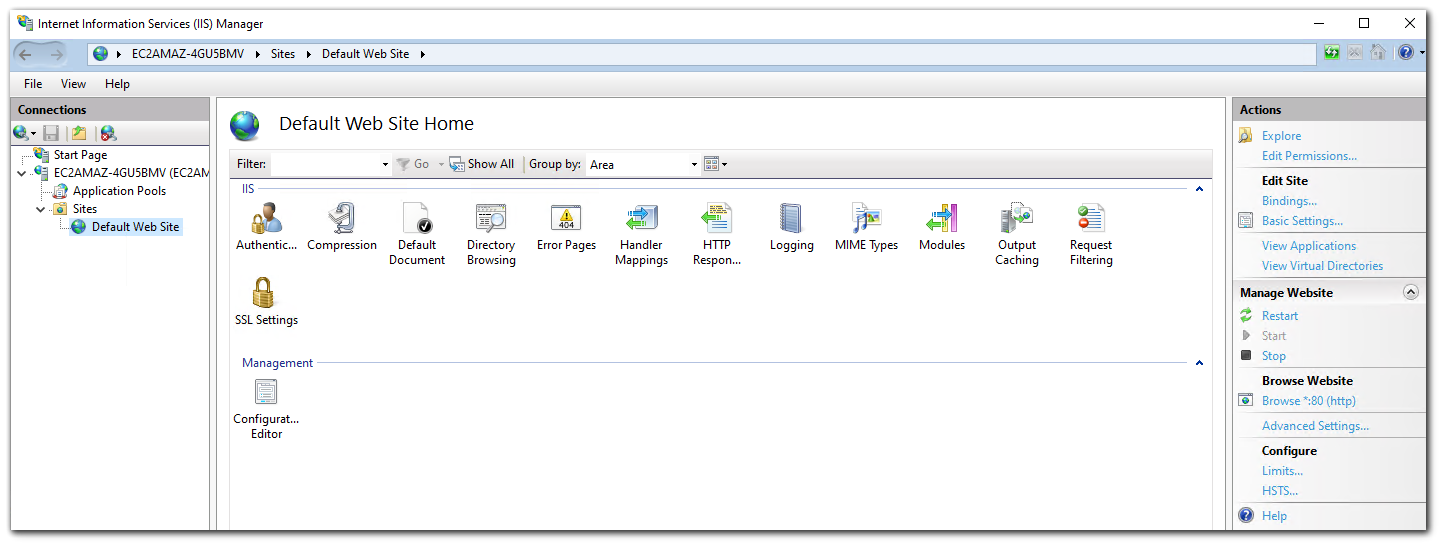 Internet Information Services (IIS) Manager
EC2AMAZ-4GU5BMV
Sites
Default Web Site
File
View
Help
Connections
Start Page
EC2AMAZ-4GU5BMV (EC2AM
Application Pools
Sites
Default Web Site
Default Web Site Home
Filter:
Go
Show All
Group by:
Area
IIS
Authentic...
Compression
Default
Document
Directory
Browsing
Error Pages
404
Handler
Mappings
HTTP
Respon...
Logging
MIME Types
Modules
Output
Caching
Request
Filtering
SSL Settings
Management
Configurat...
Editor
Actions
Explore
Edit Permissions...
Edit Site
Bindings...
Basic Settings...
View Applications
View Virtual Directories
Manage Website
Restart
Start
Stop
Browse Website
Browse *:80 (http)
Advanced Settings...
Configure
Limits...
HSTS...
Help